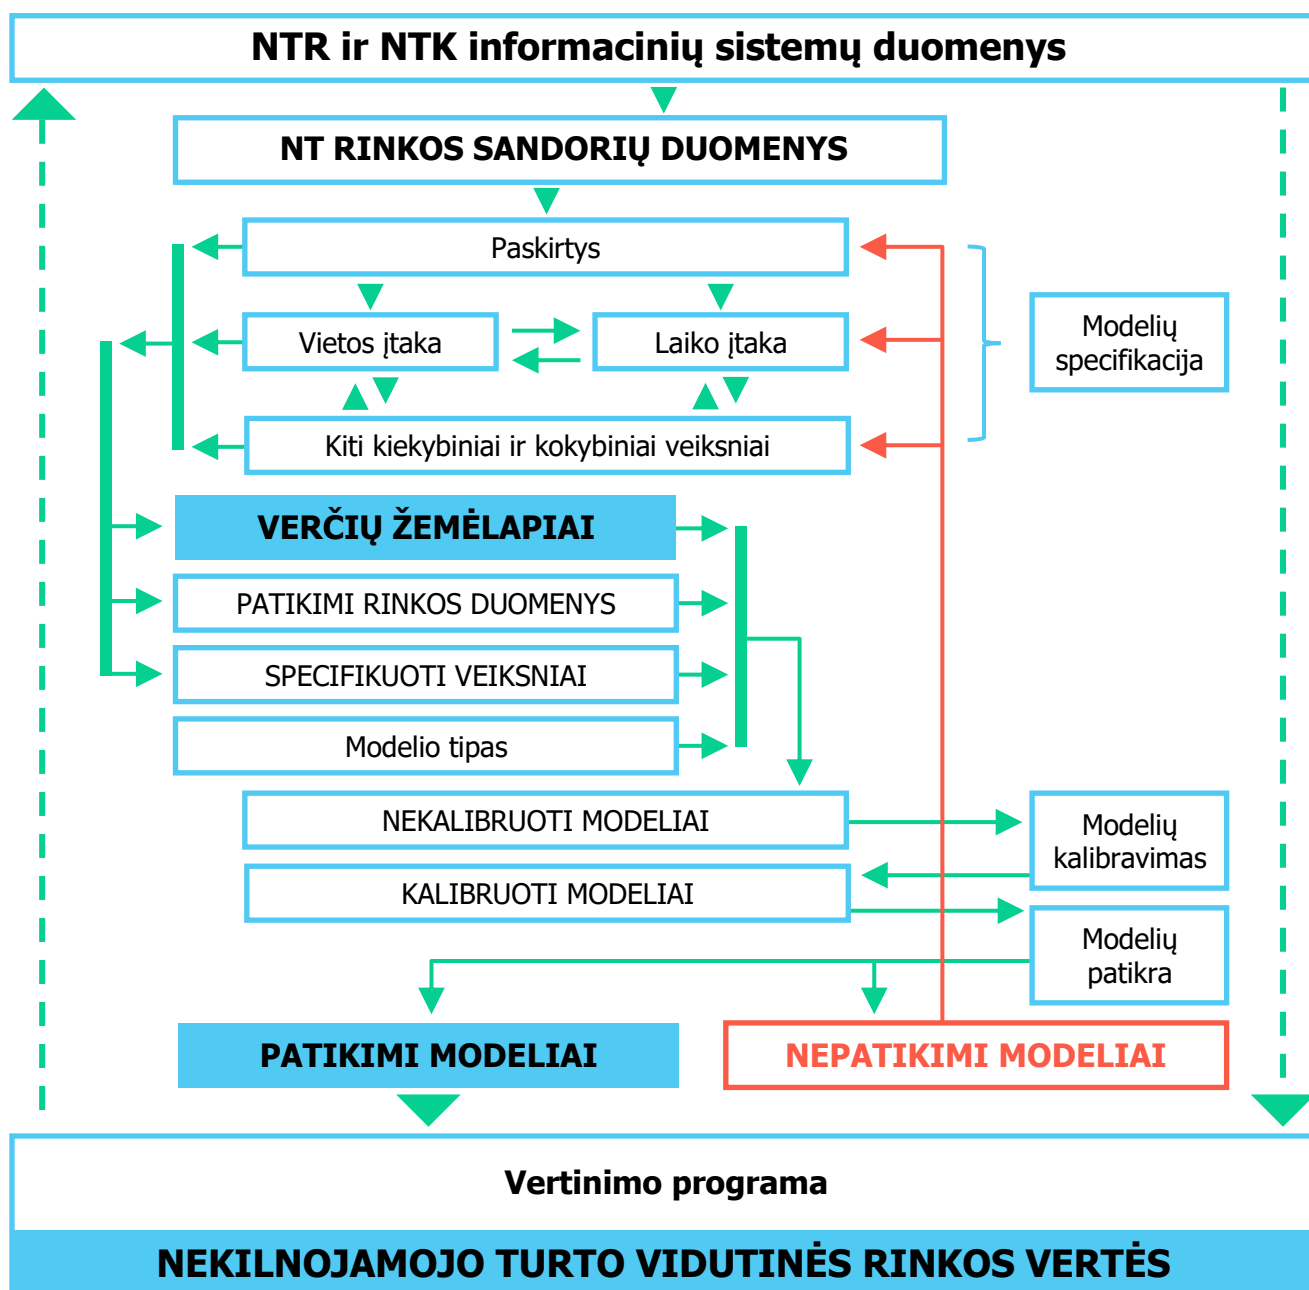 NTR ir NTK informacinių sistemų duomenys
NT RINKOS SANDORIŲ DUOMENYS
Paskirtys
Vietos įtaka
Laiko įtaka
Modelių
specifikacija
Kiti kiekybiniai ir kokybiniai veiksniai
VERČIŲ ŽEMĖLAPIAI
PATIKIMI RINKOS DUOMENYS
SPECIFIKUOTI VEIKSNIAI
Modelio tipas
NEKALIBRUOTI MODELIAI
Modelių
kalibravimas
KALIBRUOTI MODELIAI
Modelių
patikra
PATIKIMI MODELIAI
NEPATIKIMI MODELIAI
Vertinimo programa
NEKILNOJAMOJO TURTO VIDUTINĖS RINKOS VERTĖS